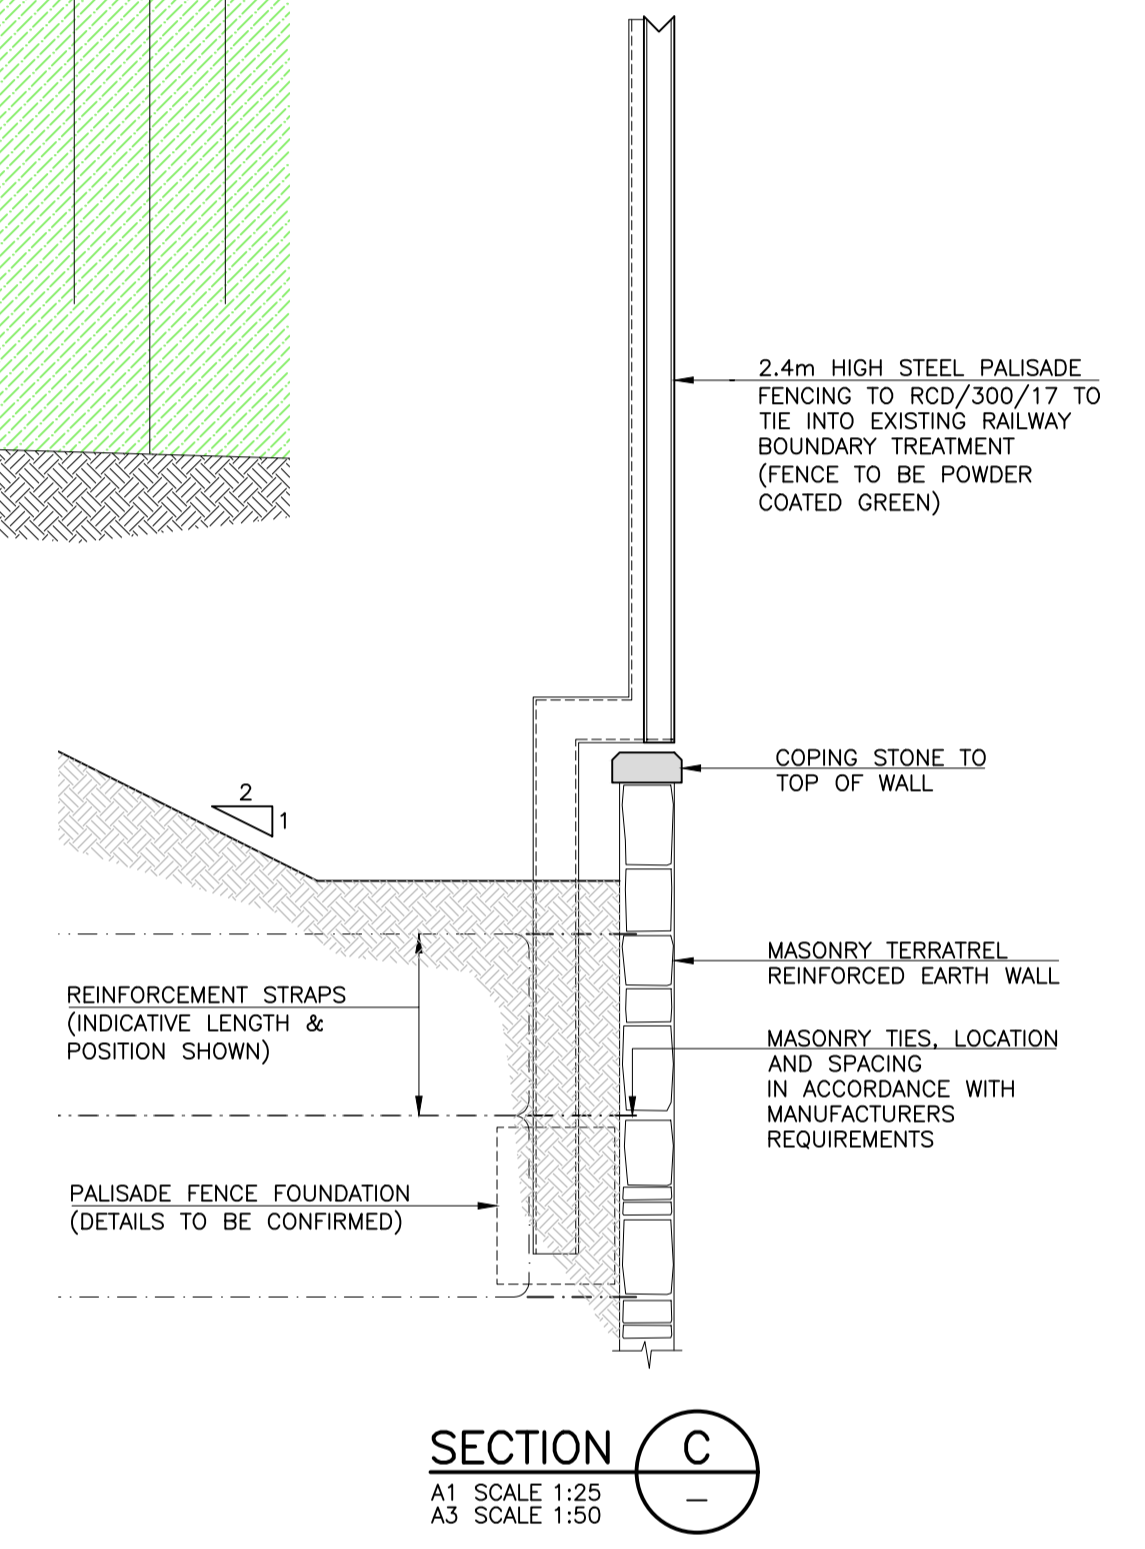 2.4m HIGH STEEL PALISADE
FENCING TO RCD/300/17 TO
TIE INTO EXISTING RAILWAY
BOUNDARY TREATMENT
(FENCE TO BE POWDER
COATED GREEN)
COPING STONE TO
TOP OF WALL
2
1
MASONRY TERRATREL
REINFORCED EARTH WALL
REINFORCEMENT STRAPS
(INDICATIVE LENGTH &
POSITION SHOWN)
MASONRY TIES, LOCATION
AND SPACING
IN ACCORDANCE WITH
MANUFACTURERS
REQUIREMENTS
PALISADE FENCE FOUNDATION
(DETAILS TO BE CONFIRMED)
SECTION C
–
A1 SCALE 1:25
A3 SCALE 1:50